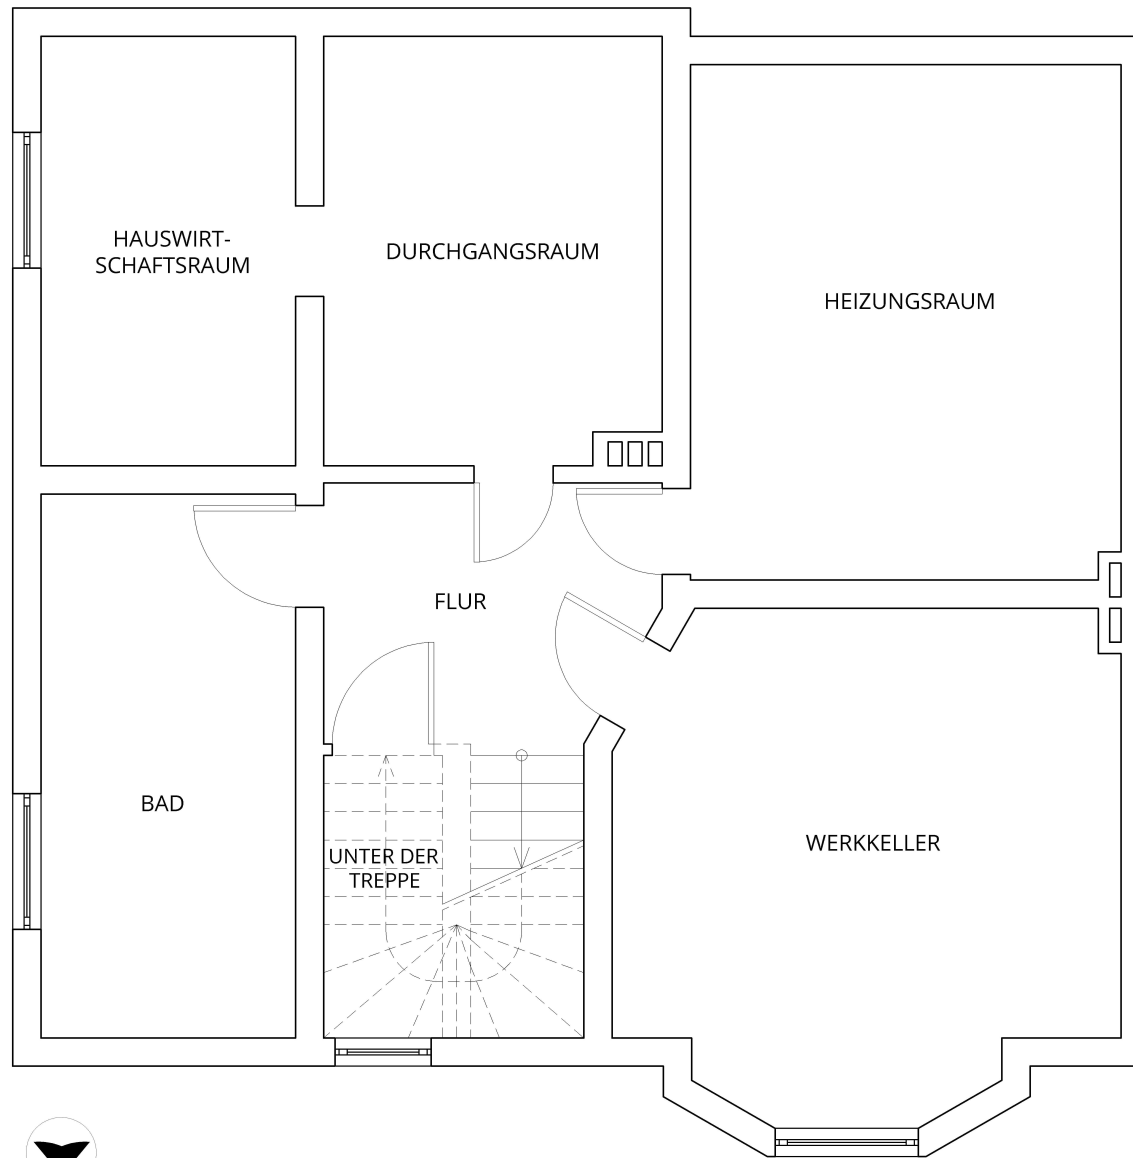 HAUSWIRT-
SCHAFTSRAUM
DURCHGANGSRAUM
HEIZUNGSRAUM
FLUR
BAD
UNTER DER
TREPPE
WERKKELLER